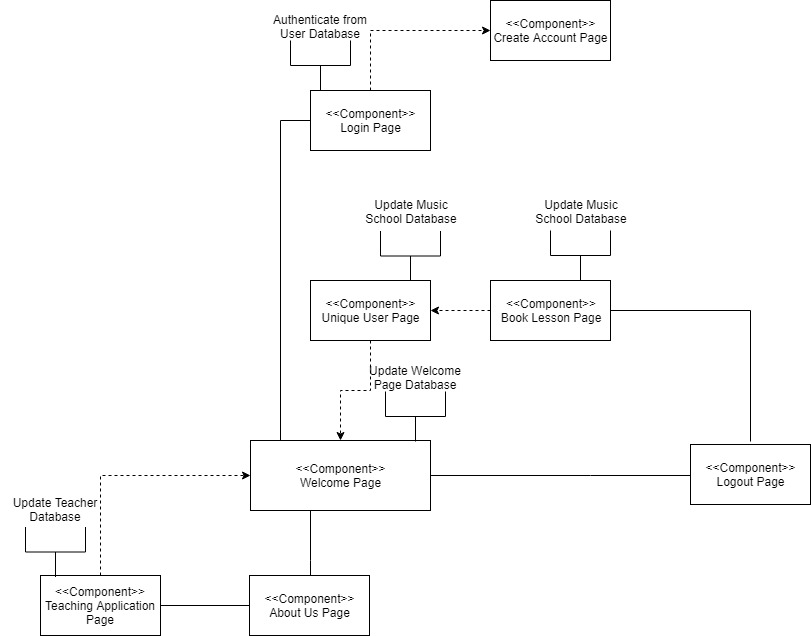 Authenticate from
User Database
<<Component>>
Create Account Page
<<Component>>
Login Page
Update Music
School Database
Update Music
School Database
<<Component>>
Unique User Page
<<Component>>
Book Lesson Page
Update Welcome
Page Database
<<Component>>
Welcome Page
<<Component>>
Logout Page
Update Teacher
Database
<<Component>>
Teaching Application
Page
<<Component>>
About Us Page